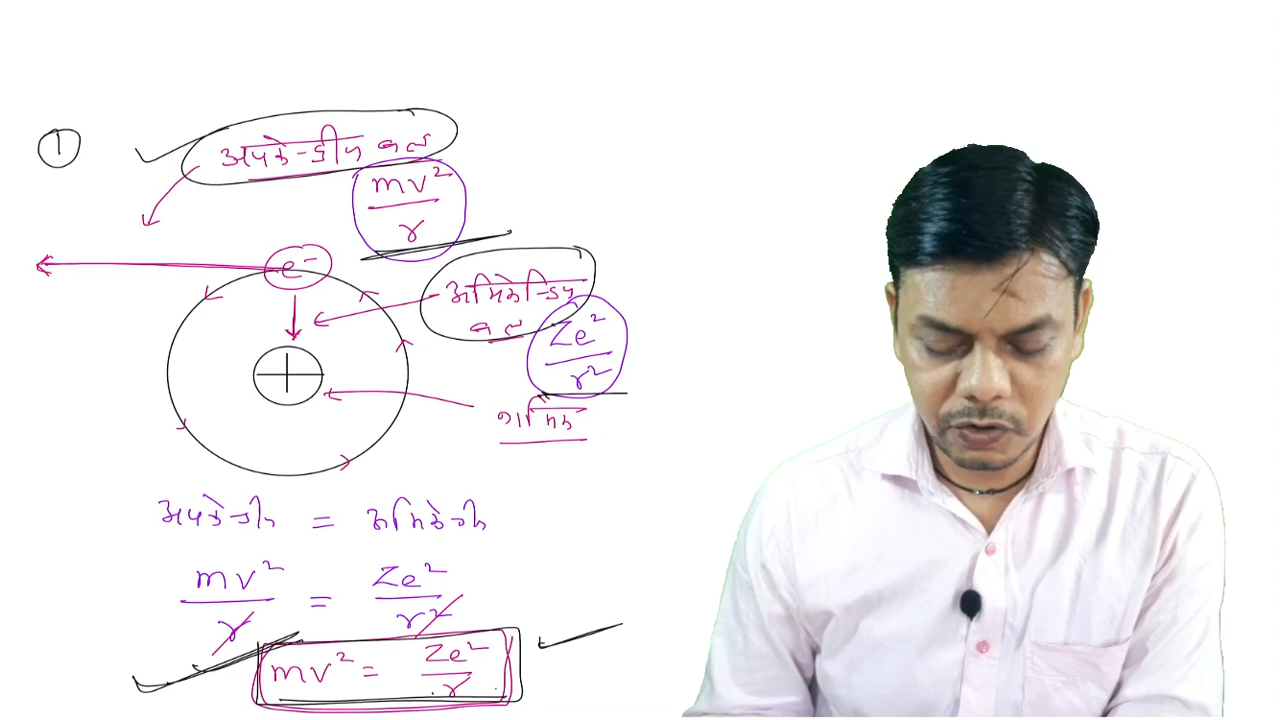 ①
अपकेन्द्रीय बल
mv²/r
e⁻
अभिकेन्द्रिय
बल
Ze²/r²
नाभिक
अपकेन्द्रीय = अभिकेन्द्रीय
mv²/r = Ze²/r²
mv² = Ze²/r